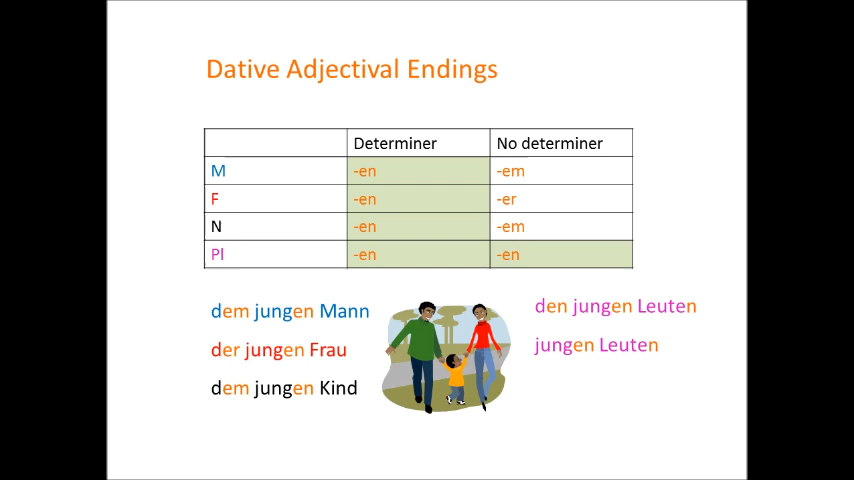 Dative Adjectival Endings
Determiner No determiner
M -en -em
F -en -er
N -en -em
Pl -en -en
dem jungen Mann
der jungen Frau
dem jungen Kind
den jungen Leuten
jungen Leuten